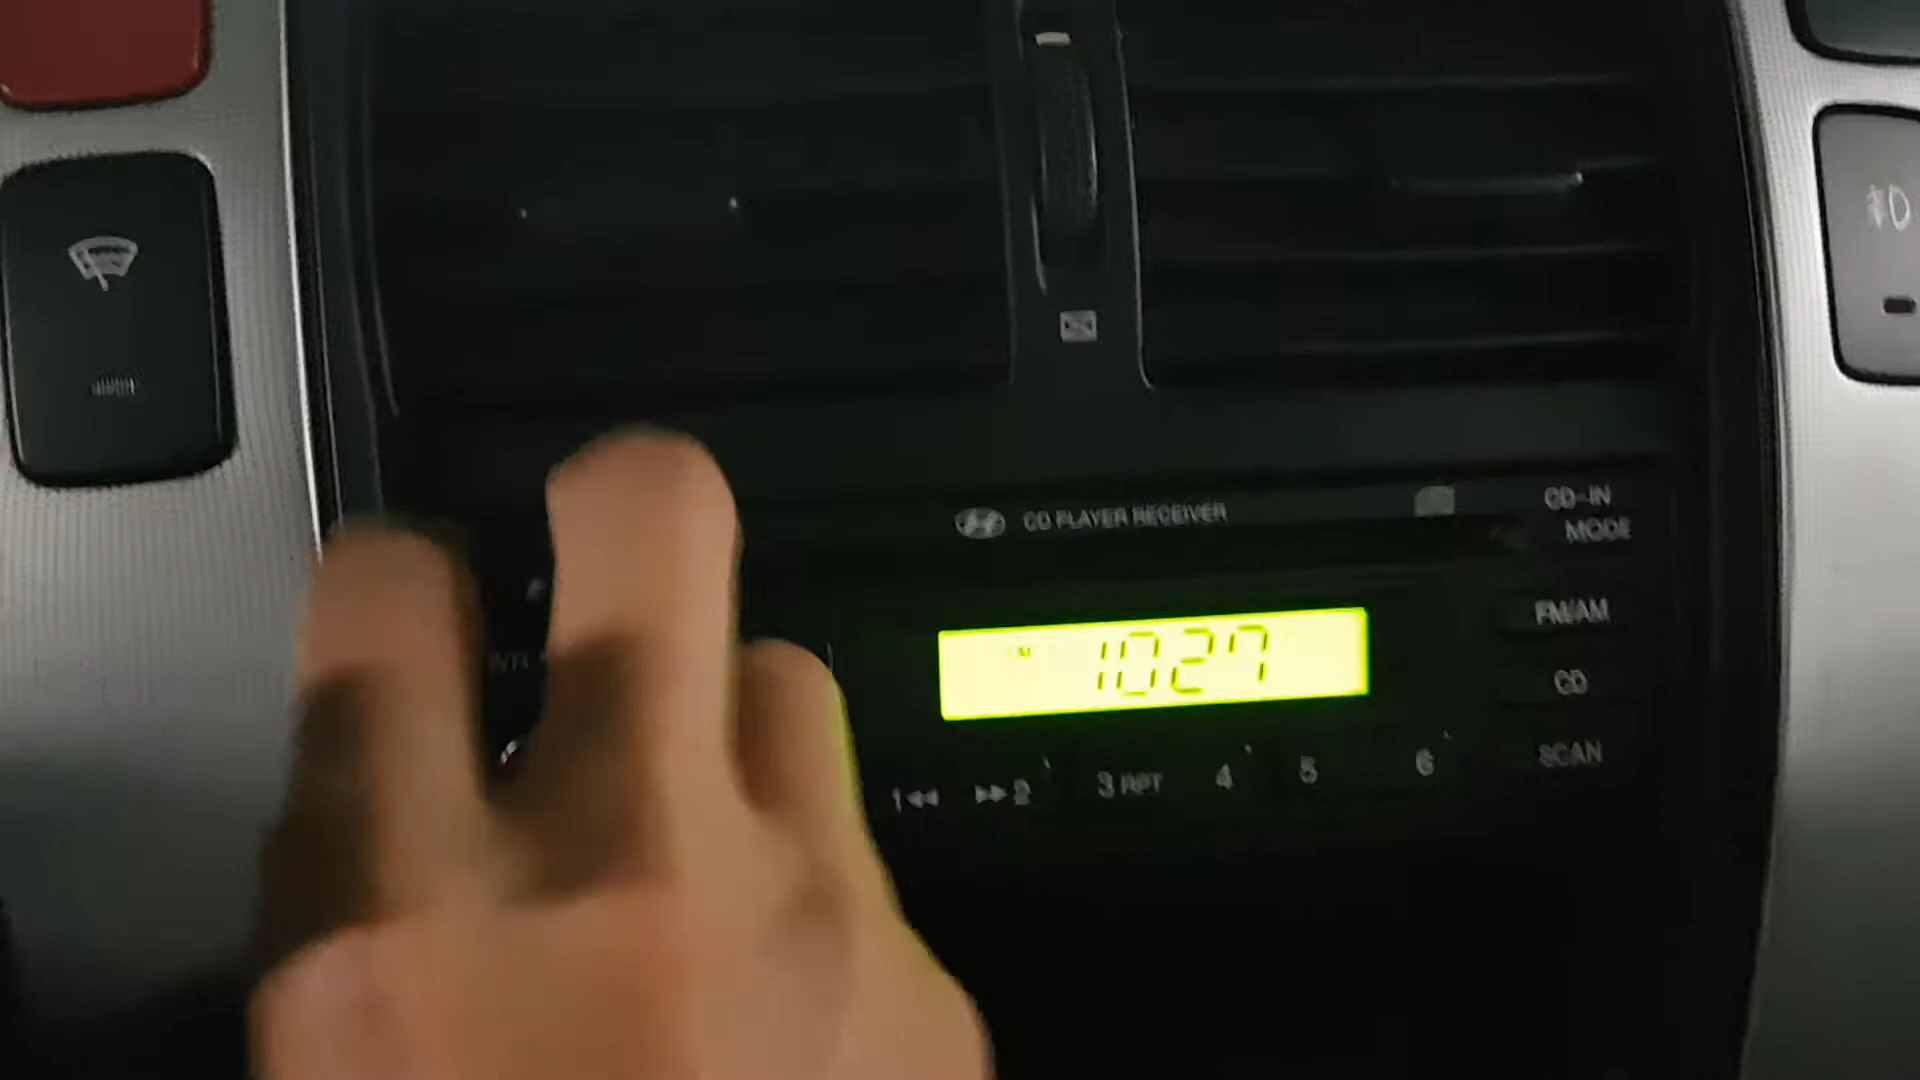 CD PLAYER RECEIVER
CD-IN
MODE
FM/AM
1027
CD
SCAN
1
2
3 RPT
4
5
6